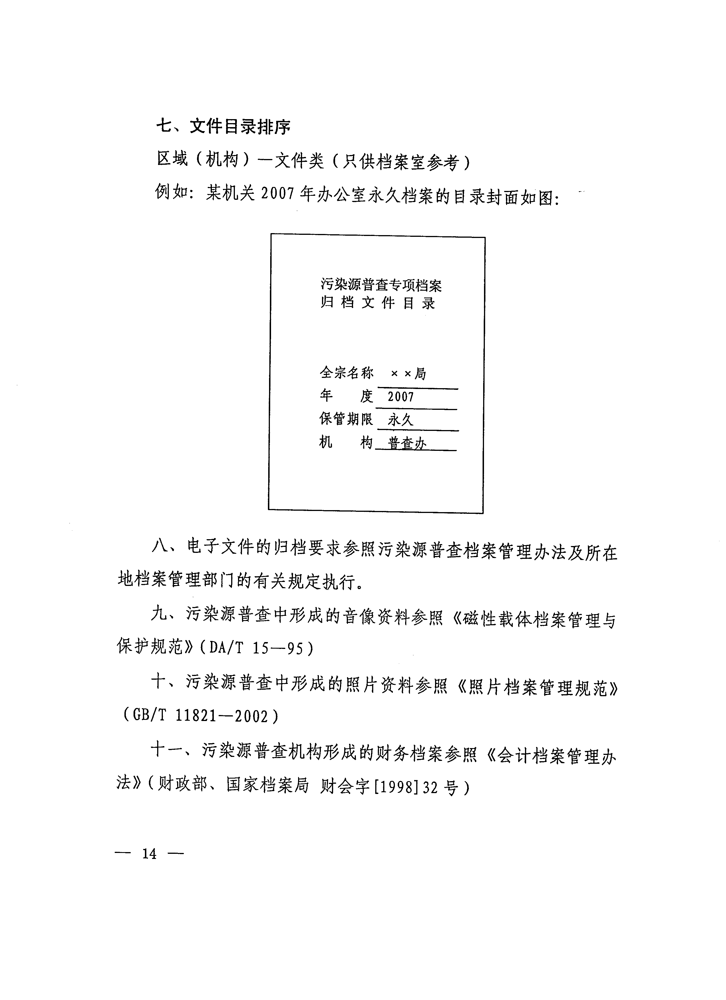 七、文件目录排序
区域（机构）—文件类（只供档案室参考）
例如：某机关 2007 年办公室永久档案的目录封面如图：
污染源普查专项档案
归 档 文 件 目 录
全宗名称 ××局
年 度 2007
保管期限 永久
机 构 普查办
八、电子文件的归档要求参照污染源普查档案管理办法及所在
地档案管理部门的有关规定执行。
九、污染源普查中形成的音像资料参照《磁性载体档案管理与
保护规范》（DA/T 15—95）
十、污染源普查中形成的照片资料参照《照片档案管理规范》
（GB/T 11821—2002）
十一、污染源普查机构形成的财务档案参照《会计档案管理办
法》（财政部、国家档案局 财会字[1998]32 号）
— 14 —